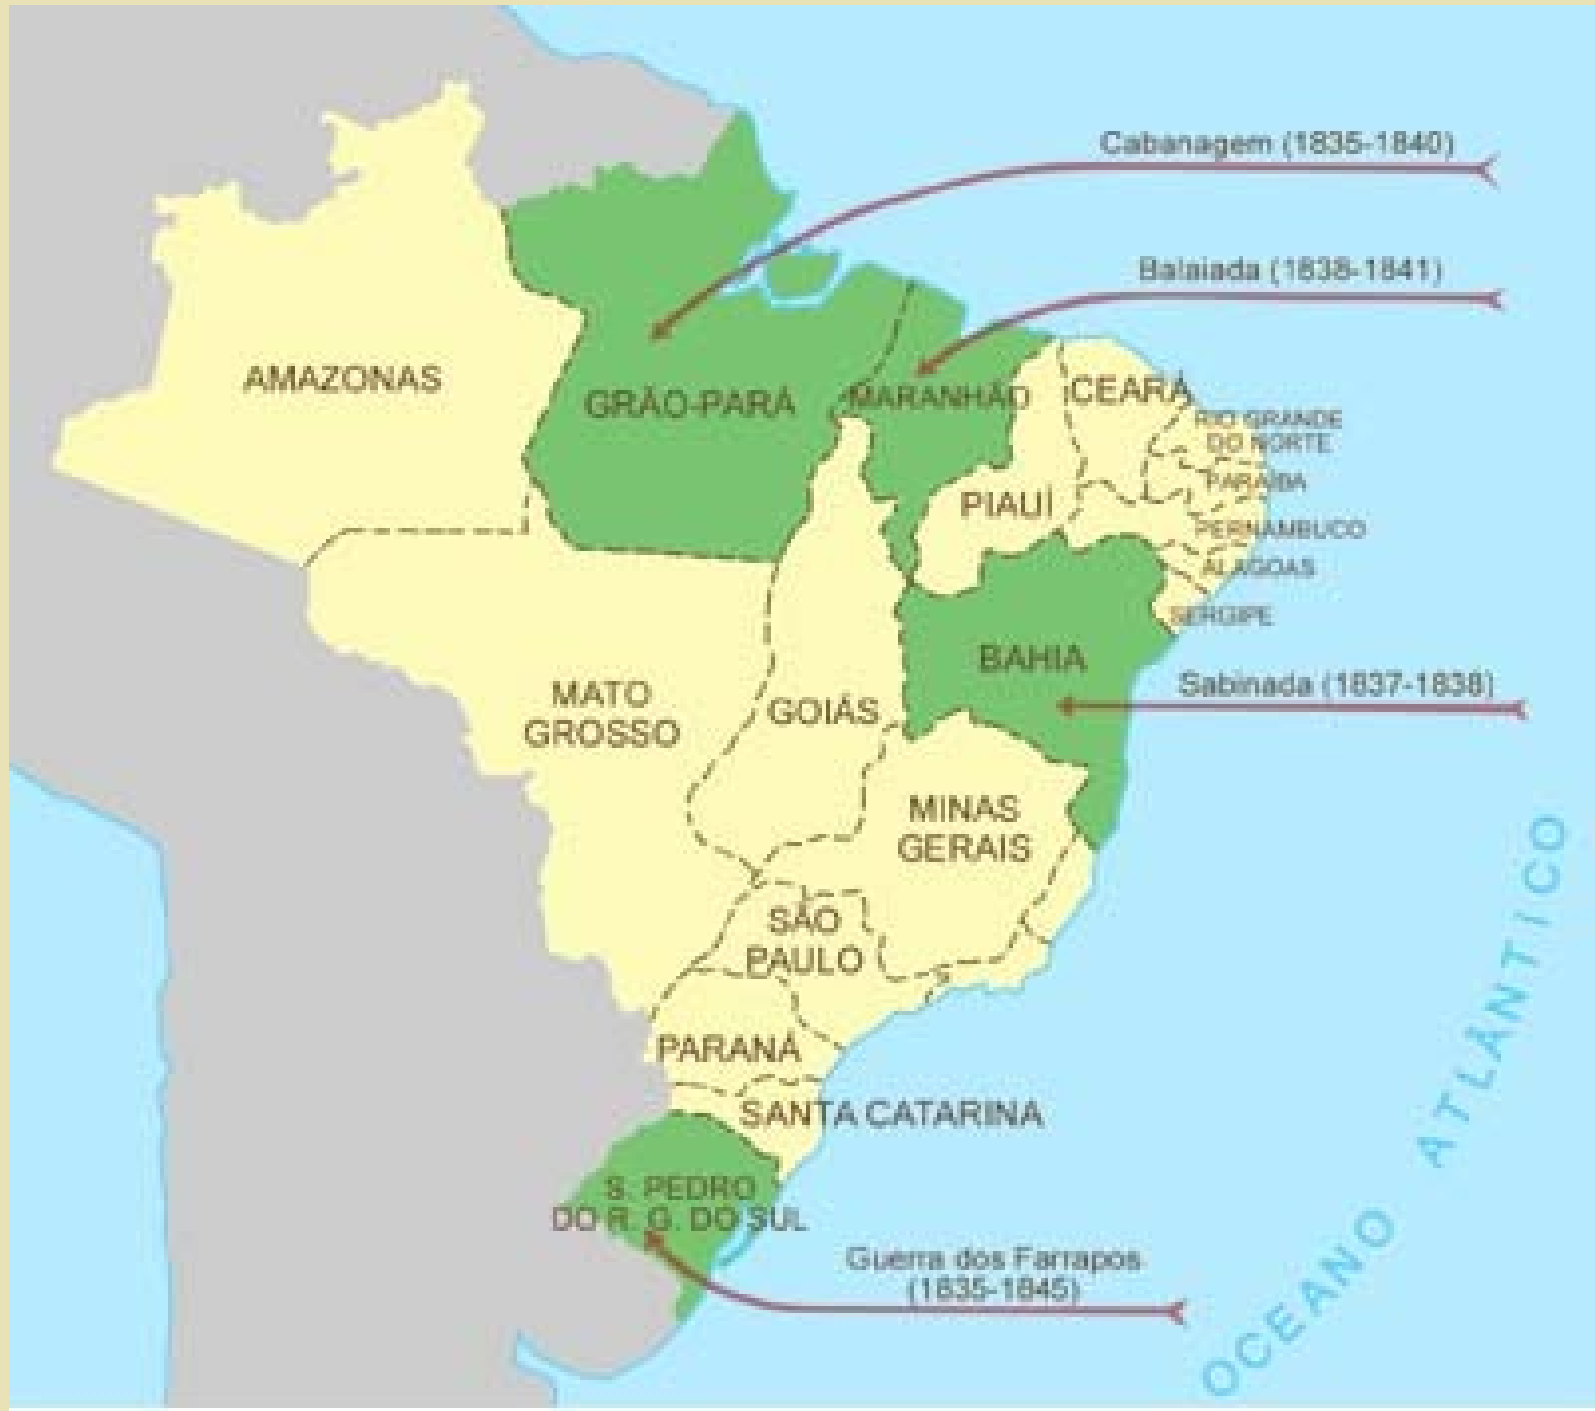 Cabanagem (1835-1840)
Balaiada (1838-1841)
AMAZONAS
GRÃO-PARÁ
MARANHÃO
CEARÁ
RIO GRANDE
DO NORTE
PARAÍBA
PIAUÍ
PERNAMBUCO
ALAGOAS
SERGIPE
BAHIA
Sabinada (1837-1838)
MATO
GROSSO
GOIÁS
MINAS
GERAIS
SÃO
PAULO
PARANÁ
SANTA CATARINA
S. PEDRO
DO R. G. DO SUL
Guerra dos Farrapos
(1835-1845)
OCEANO ATLÂNTICO